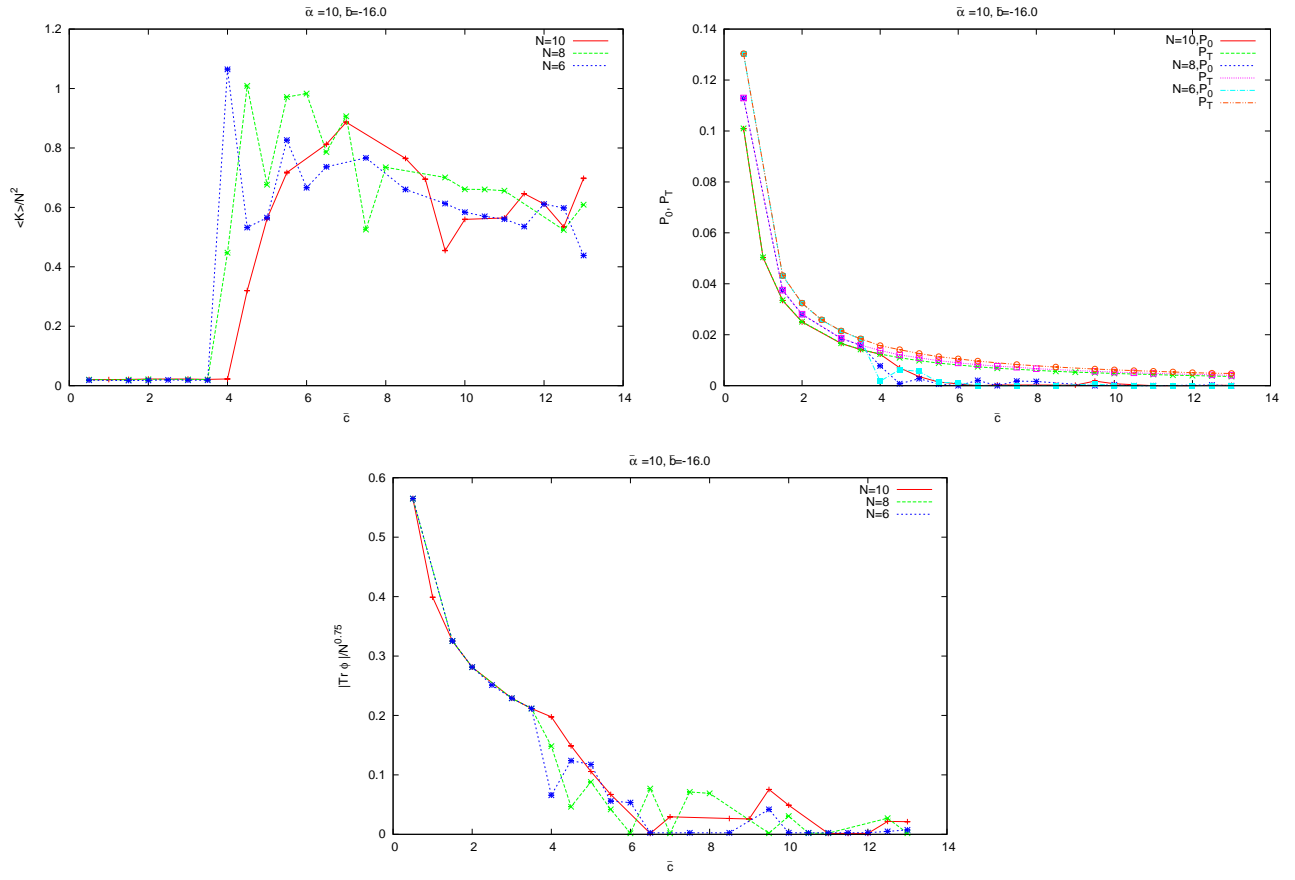 ᾱ =10, b̄=-16.0
<K>/N²
1.2
1
0.8
0.6
0.4
0.2
0
0 2 4 6 8 10 12 14
c̄
N=10
N=8
N=6
ᾱ =10, b̄=-16.0
P₀, P_T
0.14
0.12
0.1
0.08
0.06
0.04
0.02
0
0 2 4 6 8 10 12 14
c̄
N=10,P₀
P_T
N=8,P₀
P_T
N=6,P₀
P_T
ᾱ =10, b̄=-16.0
|Tr ϕ |/N^0.75
0.6
0.5
0.4
0.3
0.2
0.1
0
0 2 4 6 8 10 12 14
c̄
N=10
N=8
N=6